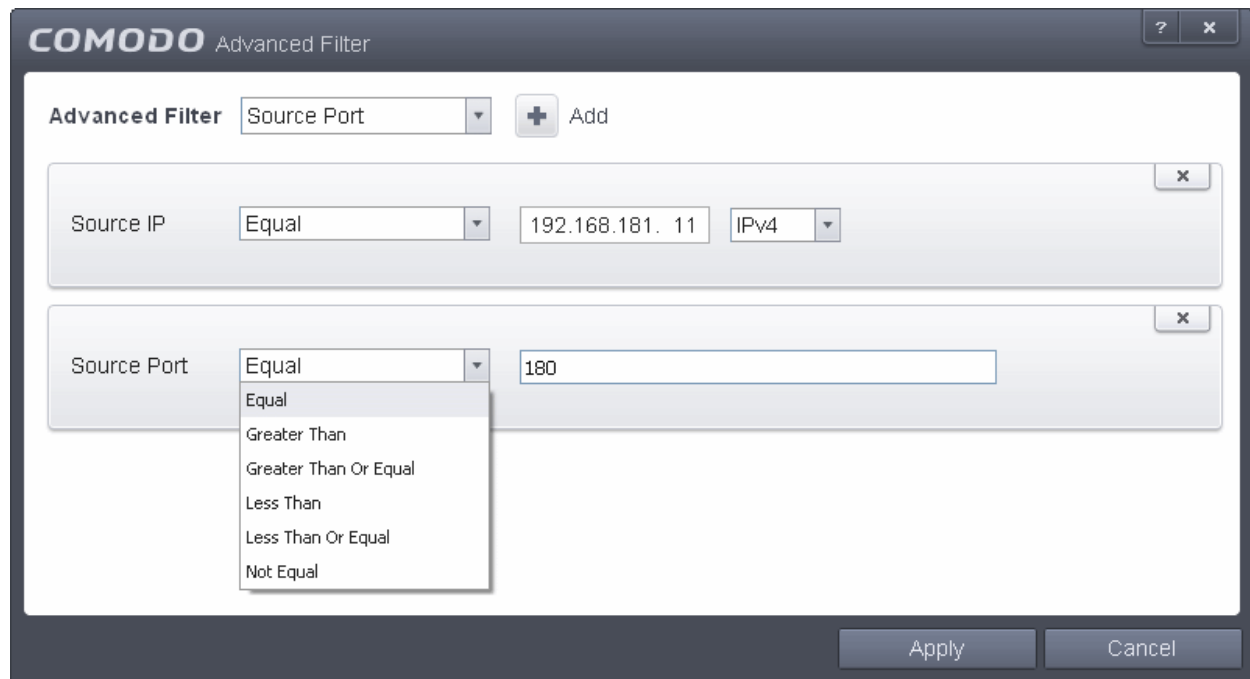 COMODO Advanced Filter ? x
Advanced Filter Source Port + Add
x
Source IP Equal 192.168.181. 11 IPv4
x
Source Port Equal 180
Equal
Greater Than
Greater Than Or Equal
Less Than
Less Than Or Equal
Not Equal
Apply Cancel